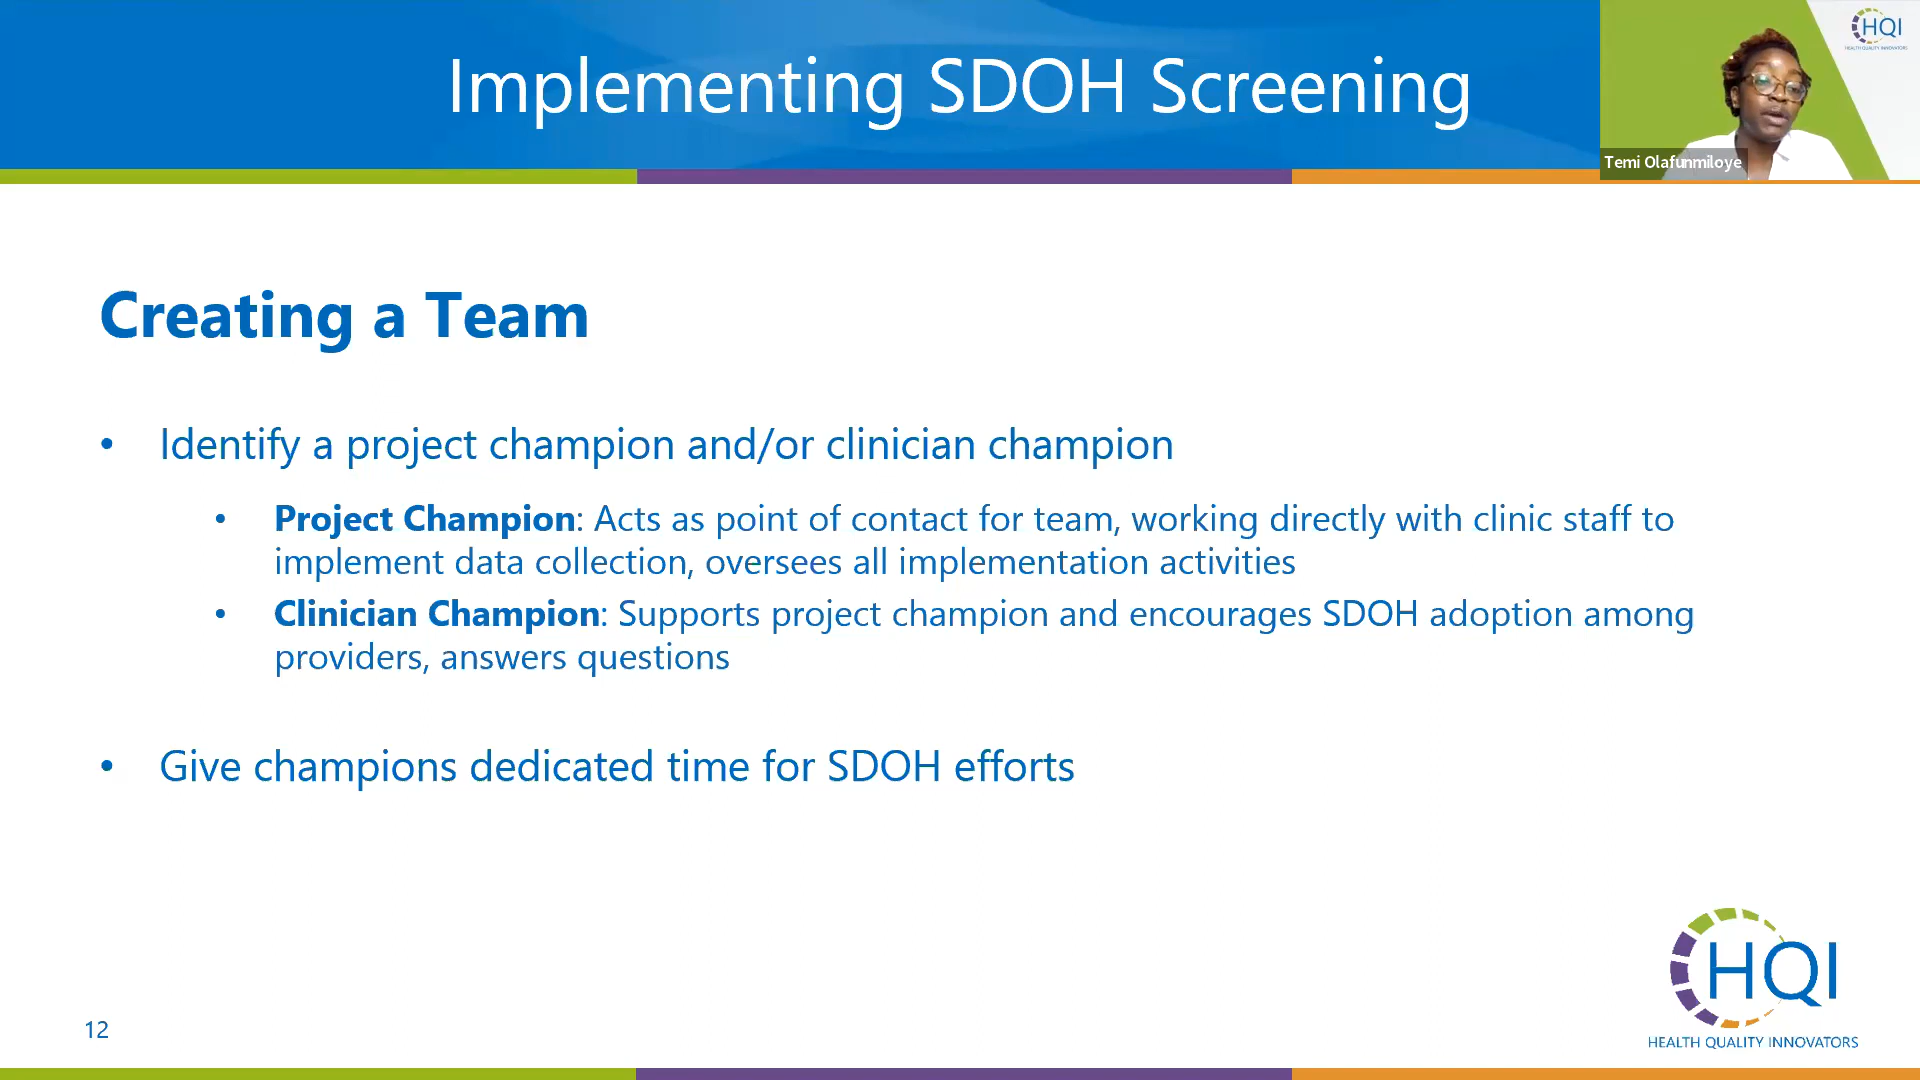 Implementing SDOH Screening
HQI
HEALTH QUALITY INNOVATORS
Temi Olafunmiloye
Creating a Team
• Identify a project champion and/or clinician champion
• Project Champion: Acts as point of contact for team, working directly with clinic staff to
implement data collection, oversees all implementation activities
• Clinician Champion: Supports project champion and encourages SDOH adoption among
providers, answers questions
• Give champions dedicated time for SDOH efforts
12
HQI
HEALTH QUALITY INNOVATORS